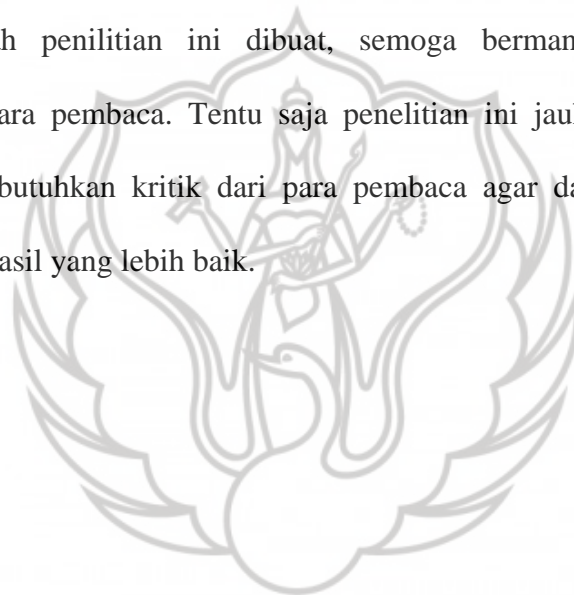 penilitian ini dibuat, semoga
pembaca. Tentu saja penelitian ini
kritik dari para pembaca agar
yang lebih baik.